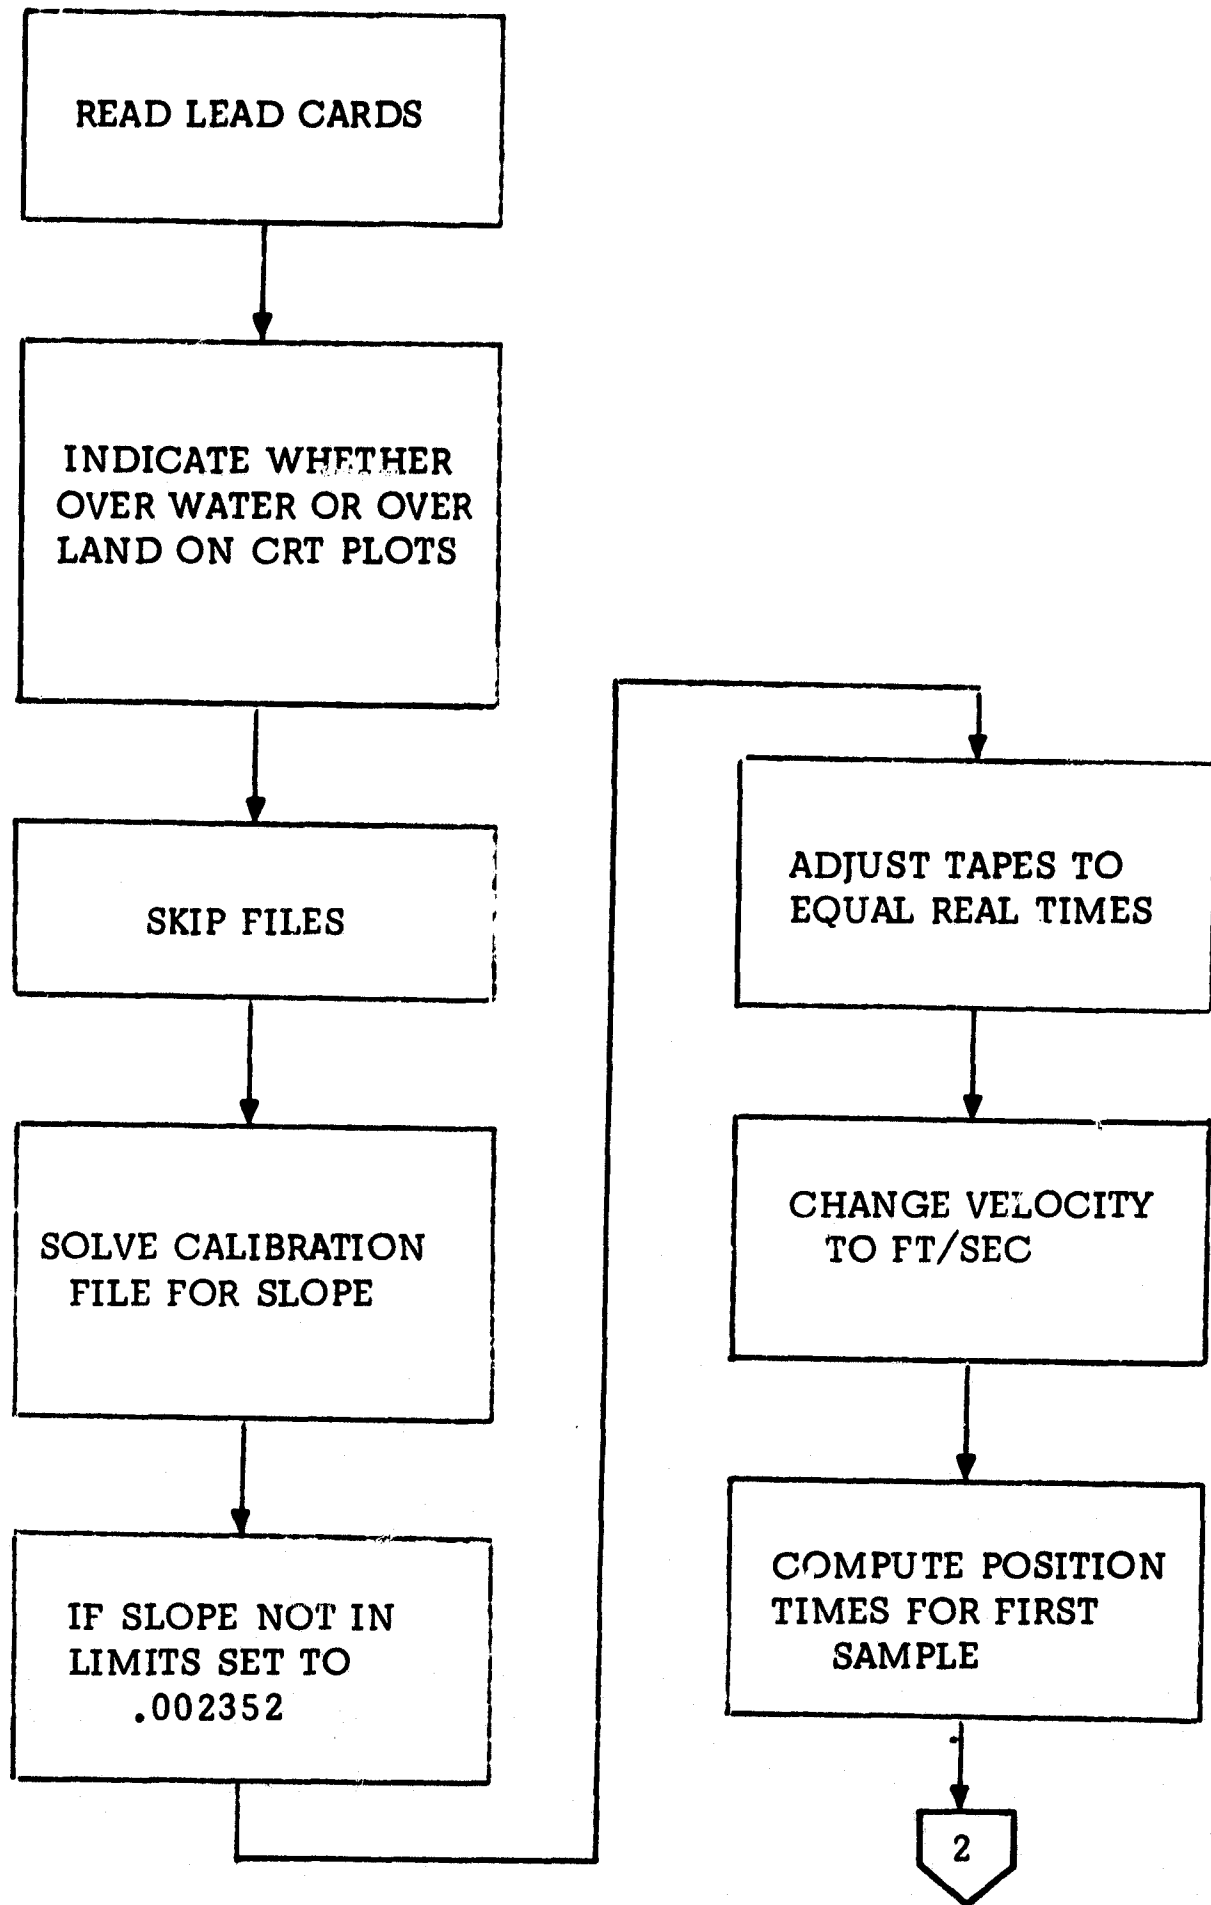 READ LEAD CARDS
INDICATE WHETHER
OVER WATER OR OVER
LAND ON CRT PLOTS
SKIP FILES
SOLVE CALIBRATION
FILE FOR SLOPE
IF SLOPE NOT IN
LIMITS SET TO
.002352
ADJUST TAPES TO
EQUAL REAL TIMES
CHANGE VELOCITY
TO FT/SEC
COMPUTE POSITION
TIMES FOR FIRST
SAMPLE
2